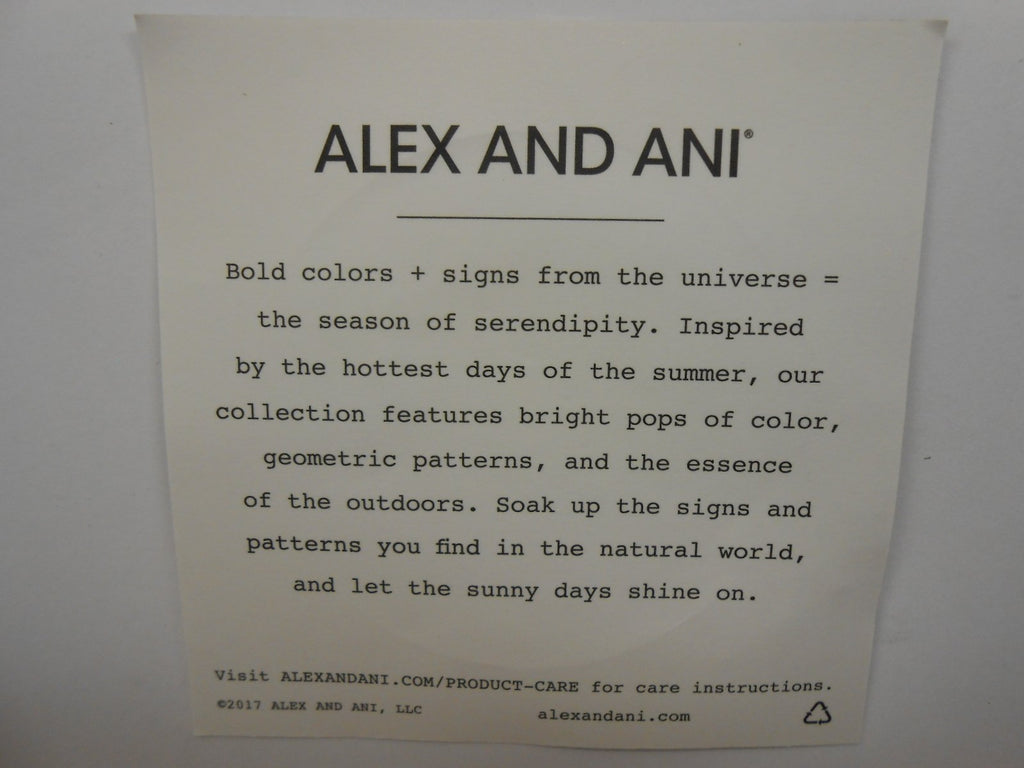 ALEX AND ANI®
Bold colors + signs from the universe =
the season of serendipity. Inspired
by the hottest days of the summer, our
collection features bright pops of color,
geometric patterns, and the essence
of the outdoors. Soak up the signs and
patterns you find in the natural world,
and let the sunny days shine on.
Visit ALEXANDANI.COM/PRODUCT-CARE for care instructions.
©2017 ALEX AND ANI, LLC
alexandani.com